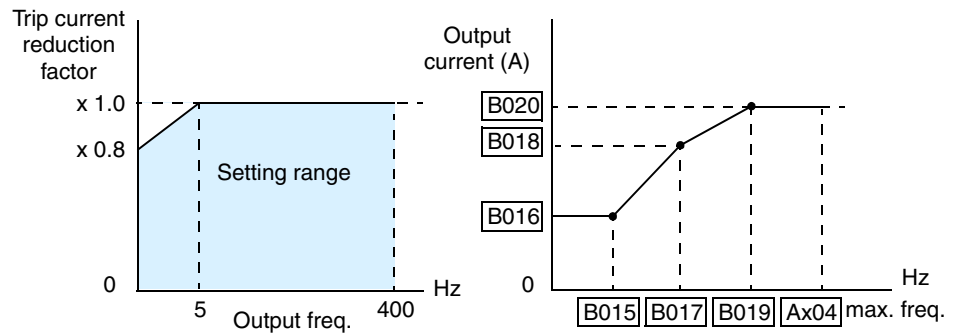 Trip current
reduction
factor
x 1.0
x 0.8
0
Setting range
5
400
Hz
Output freq.
Output
current (A)
B020
B018
B016
0
Hz
B015 B017 B019 Ax04 max. freq.